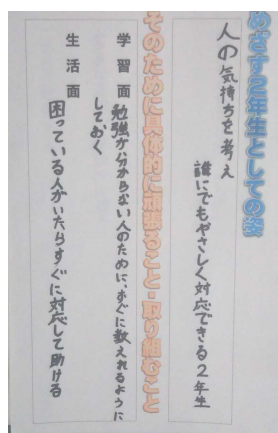 めざす2年生としての姿
人の気持ちを考え
誰にでもやさしく対応できる2年生
そのために具体的に頑張ること・取り組むこと
学習面
勉強が分からない人のために、すぐに教えれるように
しておく
生活面
困っている人がいたらすぐに対応して助ける